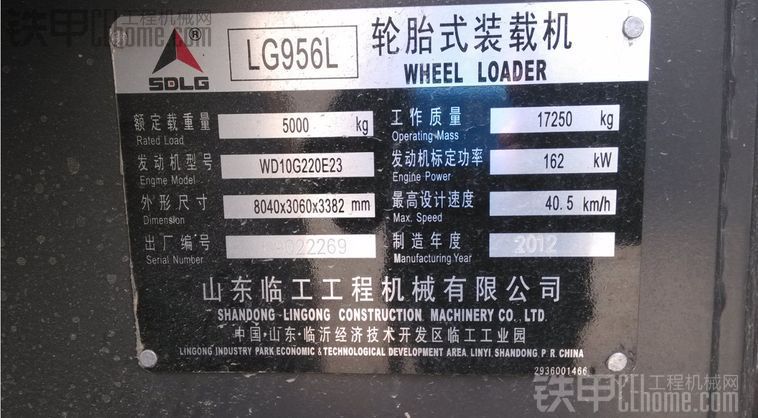 铁甲 工程机械网
cehome.com
SDLG
®
LG956L
轮胎式装载机
WHEEL LOADER
额定载重量 5000 kg
Rated Load
工作质量 17250 kg
Operating Mass
发动机型号 WD10G220E23
Engme Model
发动机标定功率 162 kW
Engine Power
外形尺寸 8040x3060x3382 mm
Dimension
最高设计速度 40.5 km/h
Max. Speed
出厂编号
Serial Number
制造年度 2012
Manufacturing Year
山东临工工程机械有限公司
SHANDONG LINGONG CONSTRUCTION MACHINERY CO., LTD.
中国·山东·临沂经济技术开发区临工工业园
LINGONG INDUSTRY PARK ECONOMIC & TECHNOLOGICAL DEVELOPMENT AREA LINYI SHANDONG P.R.CHINA
2936001466
铁甲 工程机械网
cehome.com